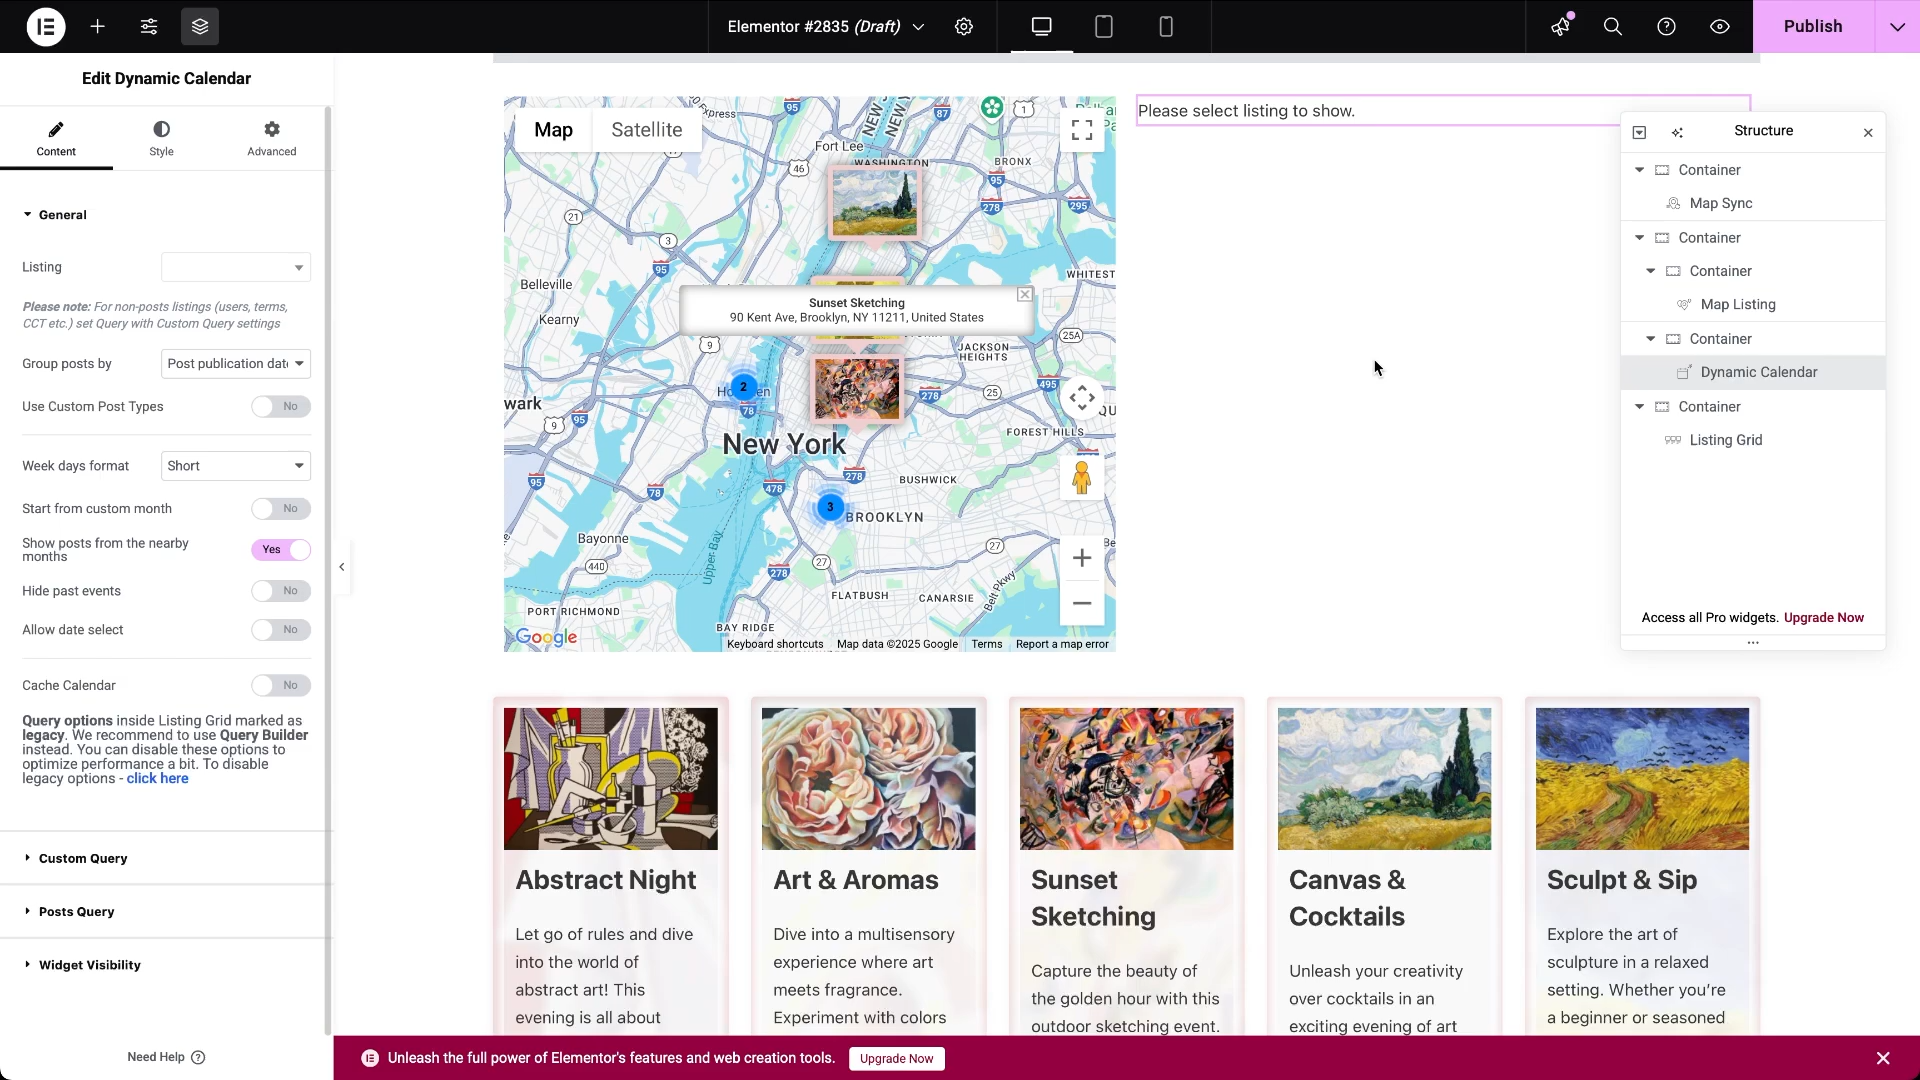 Elementor #2835 (Draft)
Publish
Edit Dynamic Calendar
Content
Style
Advanced
General
Listing
Please note: For non-posts listings (users, terms,
CCT etc.) set Query with Custom Query settings
Group posts by
Post publication date
Use Custom Post Types
No
Week days format
Short
Start from custom month
No
Show posts from the nearby
months
Yes
Hide past events
No
Allow date select
No
Cache Calendar
No
Query options inside Listing Grid marked as
legacy. We recommend to use Query Builder
instead. You can disable these options to
optimize performance a bit. To disable
legacy options - click here
Custom Query
Posts Query
Widget Visibility
Need Help
Map
Satellite
Fort Lee
WASHINGTON
BRONX
WHITEST
Belleville
Kearny
Sunset Sketching
90 Kent Ave, Brooklyn, NY 11211, United States
JACKSON
HEIGHTS
wark
2
New York
FOREST HILLS
BUSHWICK
3
BROOKLYN
Bayonne
Upper Bay
FLATBUSH
CANARSIE
Belt Pkwy
PORT RICHMOND
BAY RIDGE
Google
Keyboard shortcuts
Map data ©2025 Google
Terms
Report a map error
Please select listing to show.
Structure
Container
Map Sync
Container
Container
Map Listing
Container
Dynamic Calendar
Container
Listing Grid
Access all Pro widgets. Upgrade Now
Abstract Night
Let go of rules and dive
into the world of
abstract art! This
evening is all about
Art & Aromas
Dive into a multisensory
experience where art
meets fragrance.
Experiment with colors
Sunset
Sketching
Capture the beauty of
the golden hour with this
outdoor sketching event.
Canvas &
Cocktails
Unleash your creativity
over cocktails in an
exciting evening of art
Sculpt & Sip
Explore the art of
sculpture in a relaxed
setting. Whether you're
a beginner or seasoned
Unleash the full power of Elementor's features and web creation tools.
Upgrade Now